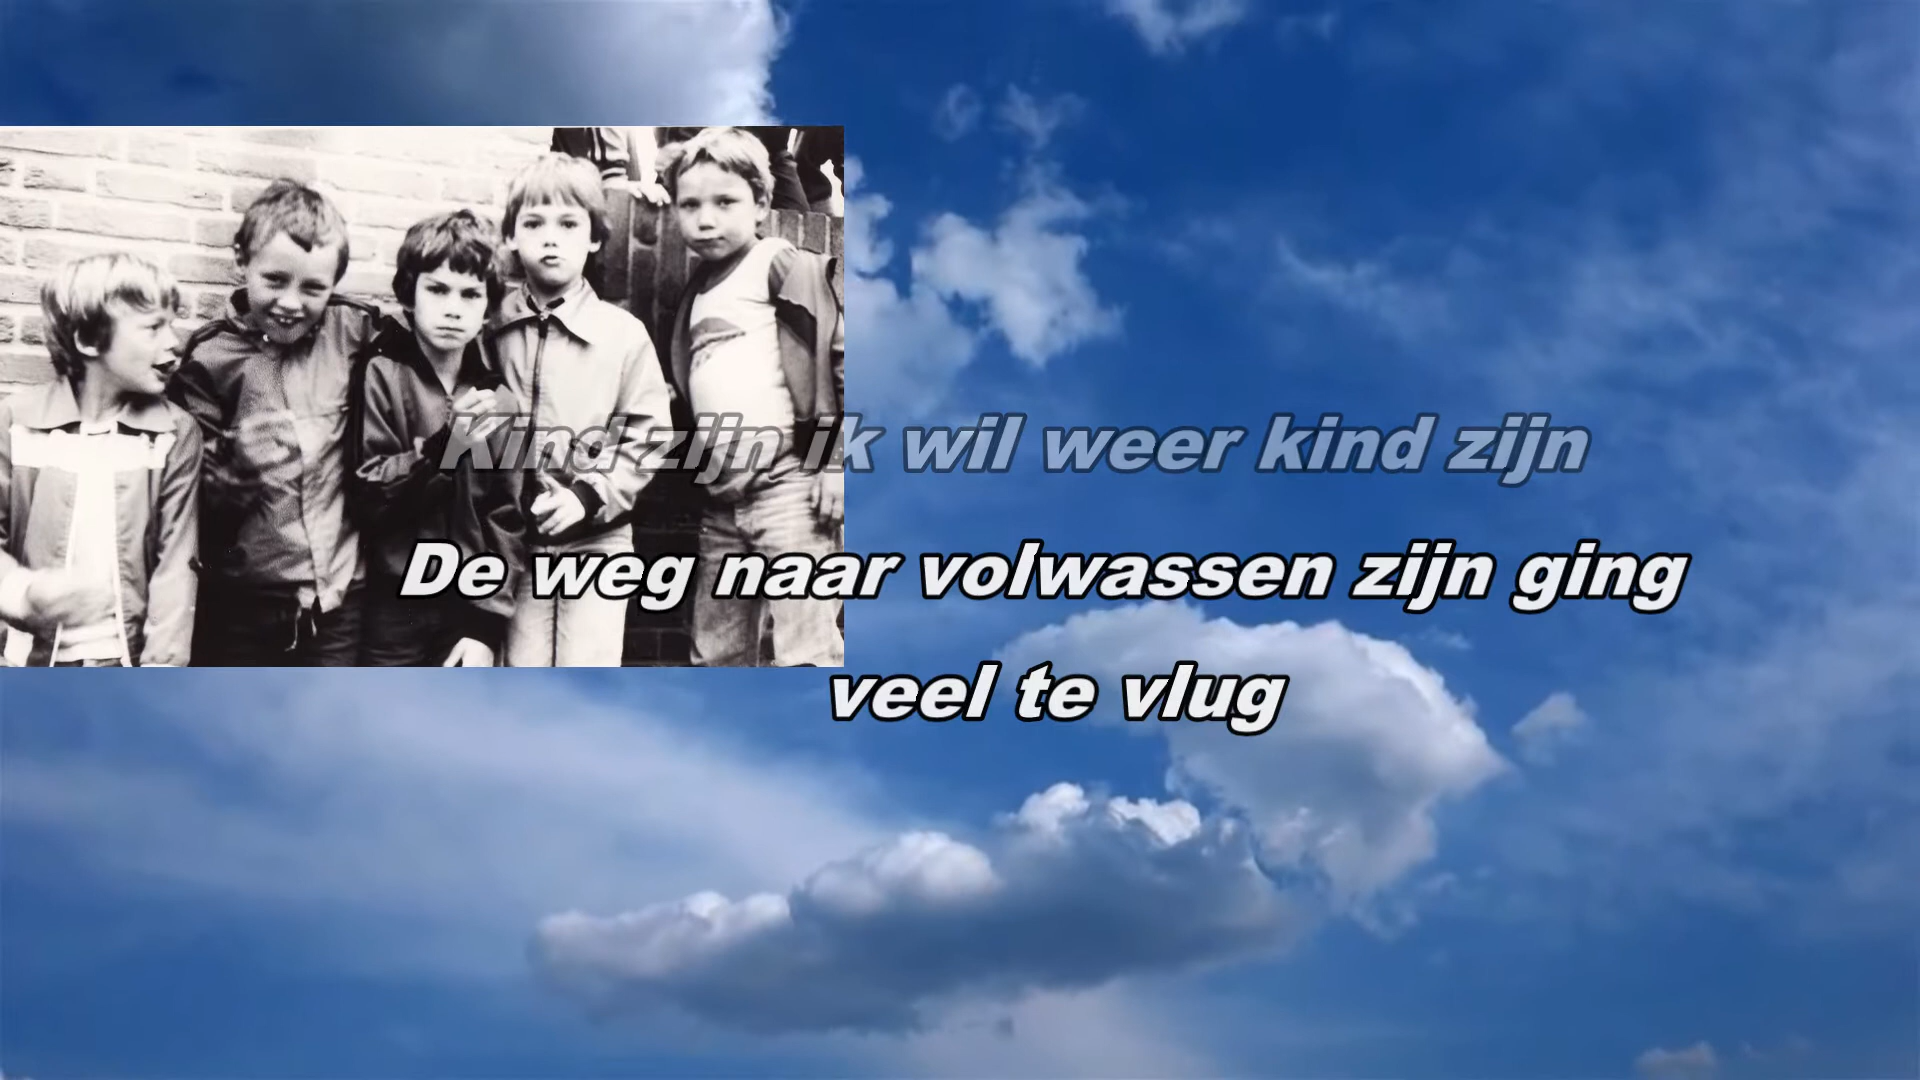 Kind zijn ik wil weer kind zijn
De weg naar volwassen zijn ging
veel te vlug